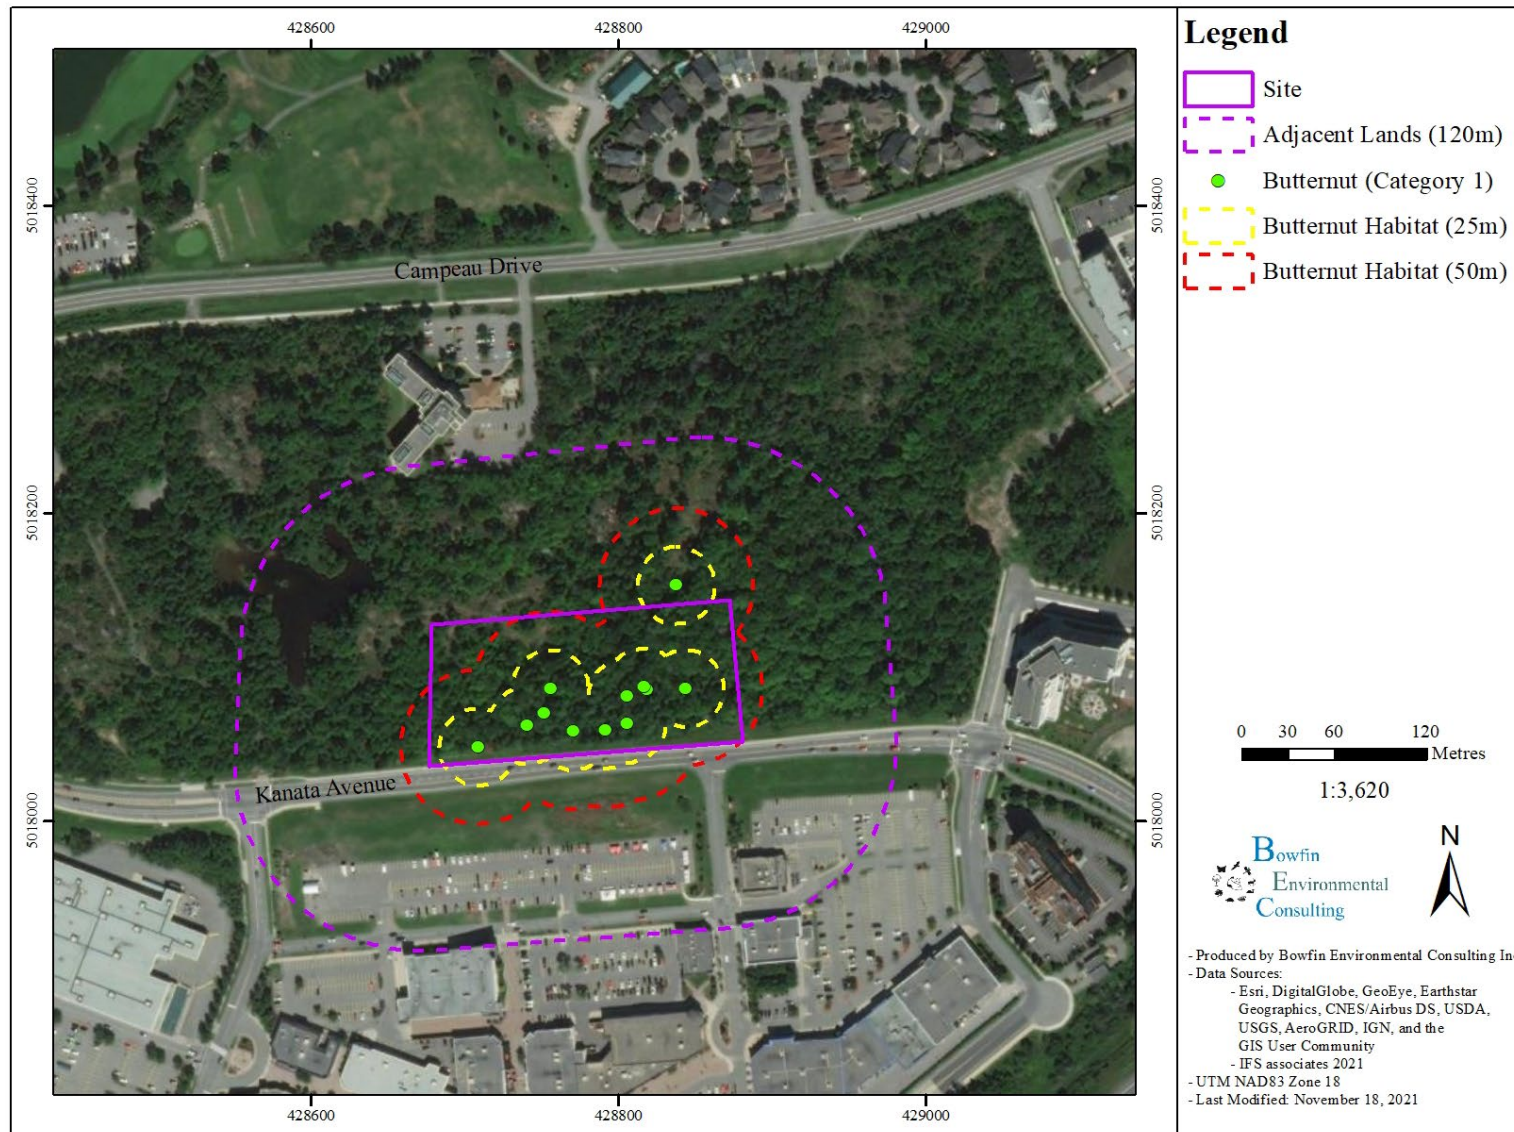 428600
428800
429000
5018400
5018400
Campeau Drive
5018200
5018200
Kanata Avenue
5018000
5018000
428600
428800
429000
Legend
Site
Adjacent Lands (120m)
Butternut (Category 1)
Butternut Habitat (25m)
Butternut Habitat (50m)
0 30 60 120
Metres
1:3,620
Bowfin
Environmental
Consulting
N
- Produced by Bowfin Environmental Consulting Inc
- Data Sources:
- Esri, DigitalGlobe, GeoEye, Earthstar
Geographics, CNES/Airbus DS, USDA,
USGS, AeroGRID, IGN, and the
GIS User Community
- IFS associates 2021
- UTM NAD83 Zone 18
- Last Modified: November 18, 2021